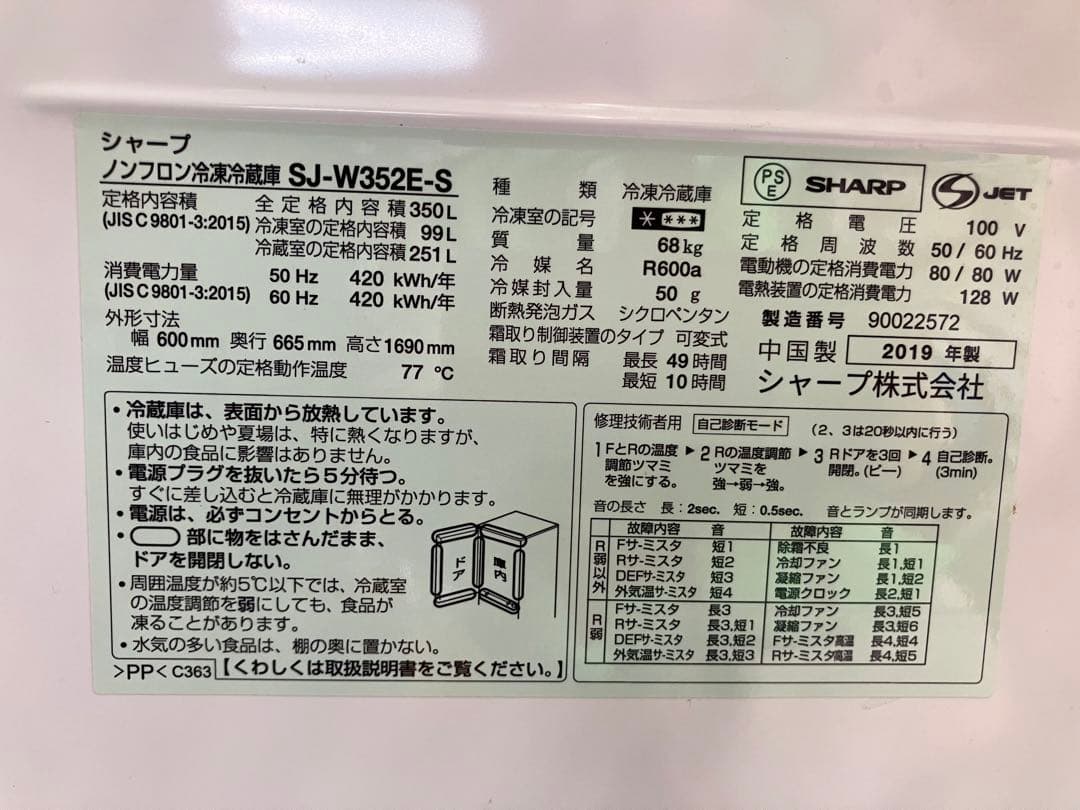 シャープ
ノンフロン冷凍冷蔵庫 SJ-W352E-S
定格内容積 全定格内容積 350L
(JIS C 9801-3:2015) 冷凍室の定格内容積 99L
冷蔵室の定格内容積 251L
消費電力量 50 Hz 420 kWh/年
(JIS C 9801-3:2015) 60 Hz 420 kWh/年
外形寸法
幅 600mm 奥行 665mm 高さ1690mm
温度ヒューズの定格動作温度 77 ℃
種類 冷凍冷蔵庫
冷凍室の記号 * ***
質量 68kg
冷媒名 R600a
冷媒封入量 50 g
断熱発泡ガス シクロペンタン
霜取り制御装置のタイプ 可変式
霜取り間隔 最長 49時間
最短 10時間
PSE SHARP S JET
定格電圧 100 V
定格周波数 50 / 60 Hz
電動機の定格消費電力 80 / 80 W
電熱装置の定格消費電力 128 W
製造番号 90022572
中国製 2019 年製
シャープ株式会社
・冷蔵庫は、表面から放熱しています。
使いはじめや夏場は、特に熱くなりますが、
庫内の食品に影響はありません。
・電源プラグを抜いたら5分待つ。
すぐに差し込むと冷蔵庫に無理がかかります。
・電源は、必ずコンセントからとる。
・ 部に物をはさんだまま、
ドアを開閉しない。
・周囲温度が約5℃以下では、冷蔵室
の温度調節を弱にしても、食品が
凍ることがあります。
・水気の多い食品は、棚の奥に置かない。
ドア
庫内
>PP< C363 【くわしくは取扱説明書をご覧ください。】
修理技術者用 自己診断モード (2、3は20秒以内に行う)
1 FとRの温度調節ツマミを強にする。 ▶ 2 Rの温度調節ツマミを強→弱→強。 ▶ 3 Rドアを3回開閉。(ピー) ▶ 4 自己診断。(3min)
音の長さ 長：2sec. 短：0.5sec. 音とランプが同期します。
故障内容 音 故障内容 音
R弱以外
Fサーミスタ 短1 除霜不良 長1
Rサーミスタ 短2 冷却ファン 長1,短1
DEFサーミスタ 短3 凝縮ファン 長1,短2
外気温サーミスタ 短4 電源クロック 長2,短1
R弱
Fサーミスタ 長3 冷却ファン 長3,短5
Rサーミスタ 長3,短1 凝縮ファン 長3,短6
DEFサーミスタ 長3,短2 Fサーミスタ高温 長4,短4
外気温サーミスタ 長3,短3 Rサーミスタ高温 長4,短5